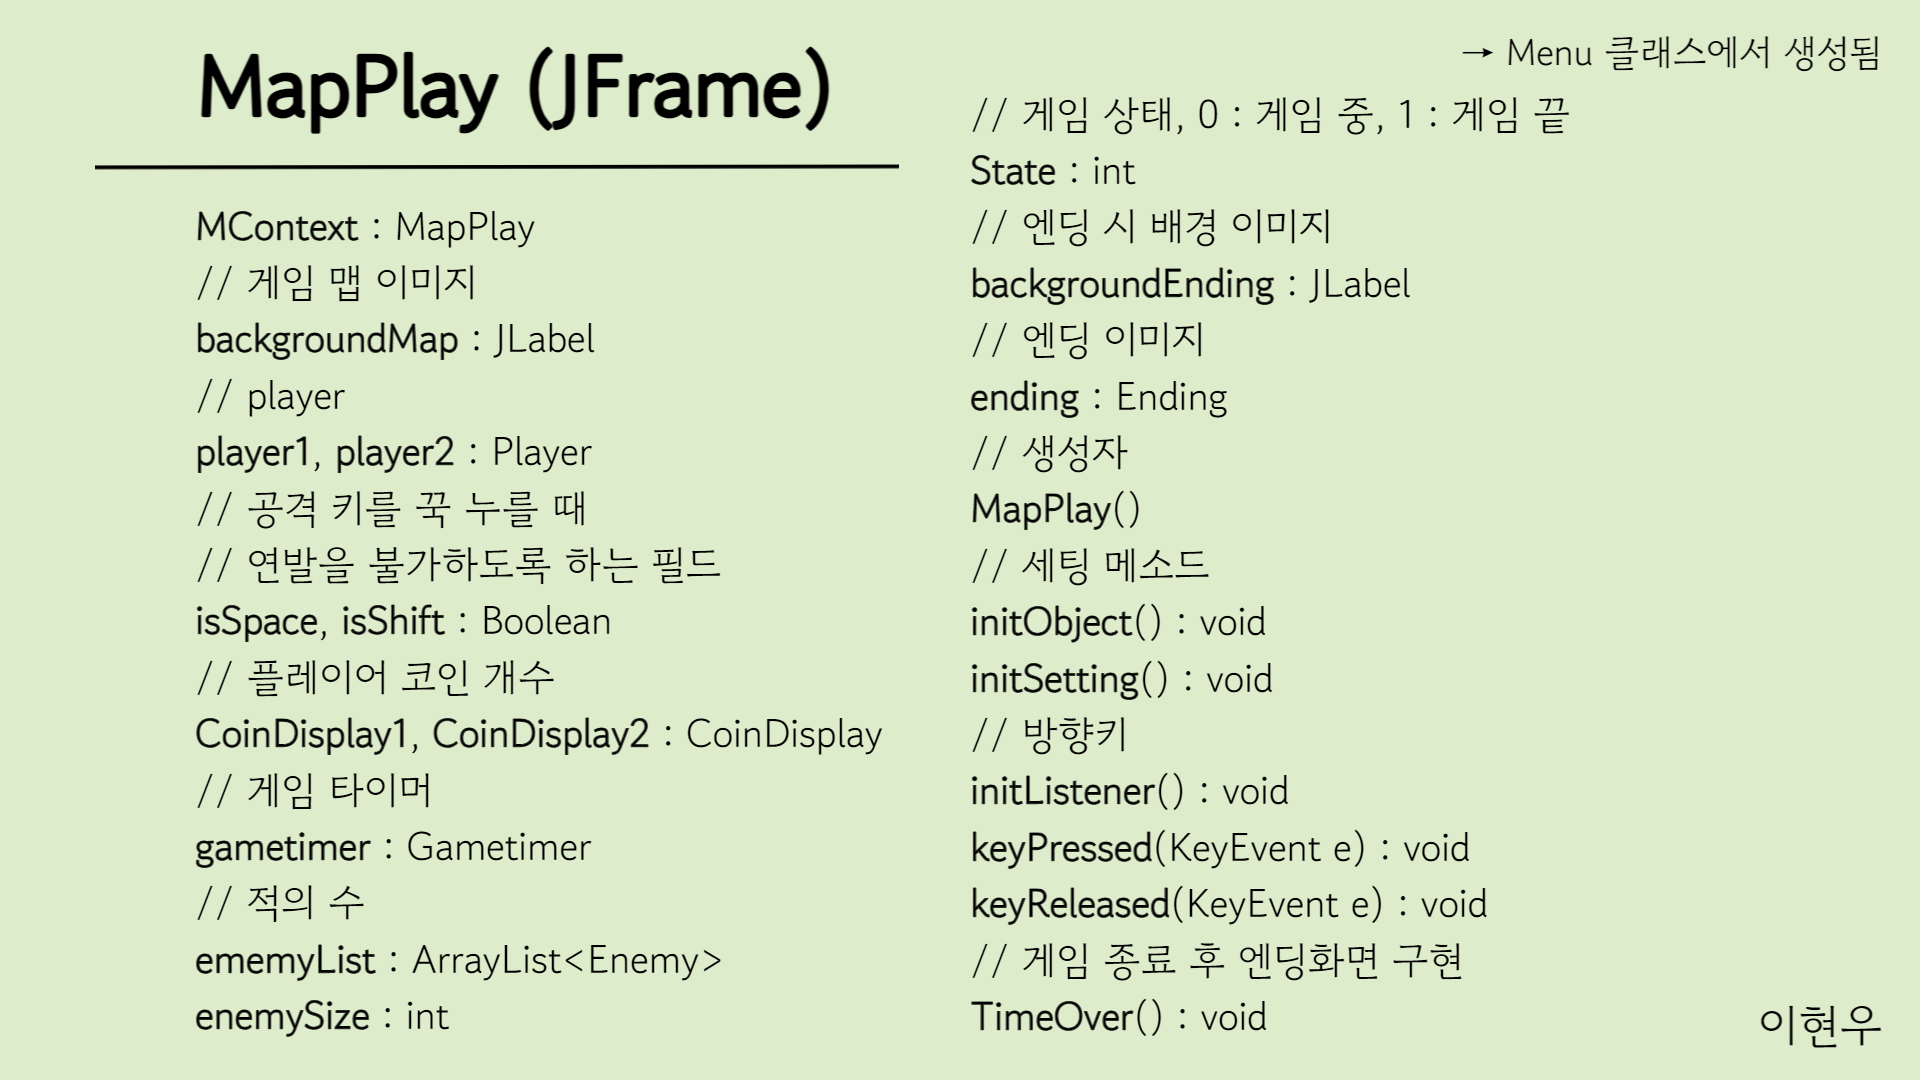 MapPlay (JFrame)
MContext : MapPlay
// 게임 맵 이미지
backgroundMap : JLabel
// player
player1, player2 : Player
// 공격 키를 꾹 누를 때
// 연발을 불가하도록 하는 필드
isSpace, isShift : Boolean
// 플레이어 코인 개수
CoinDisplay1, CoinDisplay2 : CoinDisplay
// 게임 타이머
gametimer : Gametimer
// 적의 수
ememyList : ArrayList<Enemy>
enemySize : int
→ Menu 클래스에서 생성됨
// 게임 상태, 0 : 게임 중, 1 : 게임 끝
State : int
// 엔딩 시 배경 이미지
backgroundEnding : JLabel
// 엔딩 이미지
ending : Ending
// 생성자
MapPlay()
// 세팅 메소드
initObject() : void
initSetting() : void
// 방향키
initListener() : void
keyPressed(KeyEvent e) : void
keyReleased(KeyEvent e) : void
// 게임 종료 후 엔딩화면 구현
TimeOver() : void
이현우